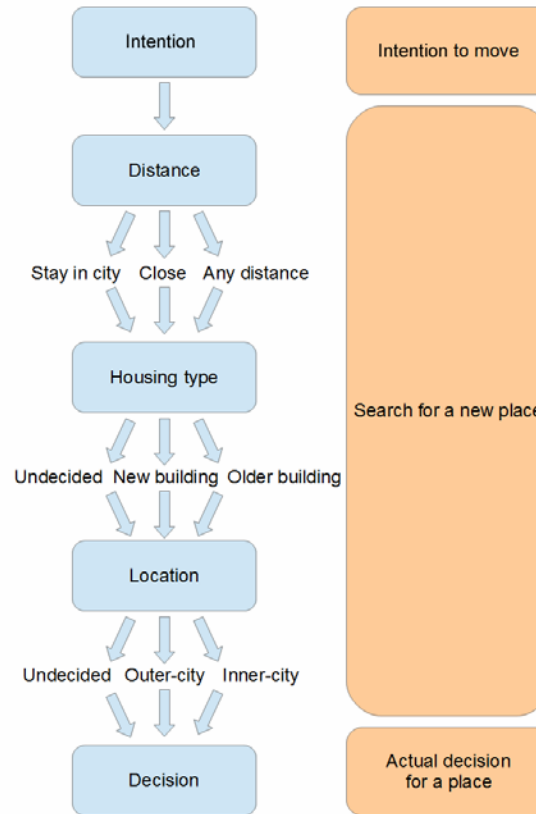 Intention
Intention to move
Distance
Stay in city Close Any distance
Housing type
Search for a new place
Undecided New building Older building
Location
Undecided Outer-city Inner-city
Decision
Actual decision
for a place